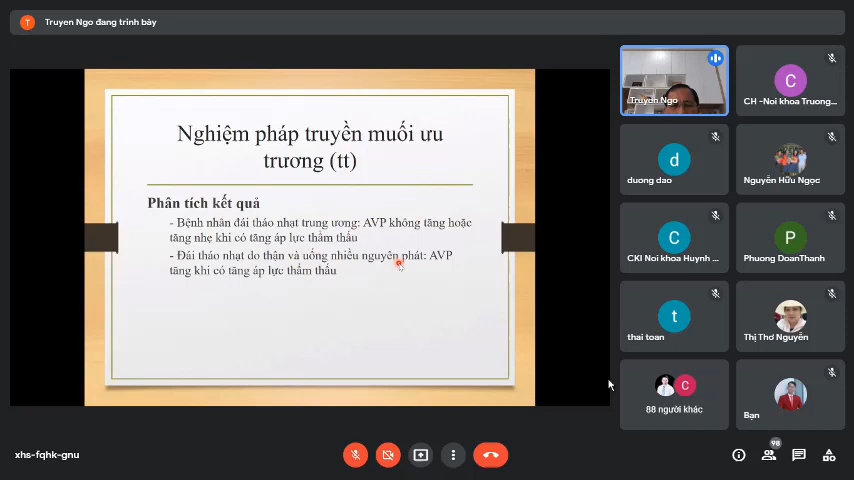 T
Truyen Ngo đang trình bày
Nghiệm pháp truyền muối ưu
trương (tt)
Phân tích kết quả
- Bệnh nhân đái tháo nhạt trung ương: AVP không tăng hoặc
tăng nhẹ khi có tăng áp lực thẩm thấu
- Đái tháo nhạt do thận và uống nhiều nguyên phát: AVP
tăng khi có tăng áp lực thẩm thấu
Truyen Ngo
C
CH -Noi khoa Truong...
d
duong dao
Nguyễn Hữu Ngọc
C
CKI Noi khoa Huynh ...
P
Phuong DoanThanh
t
thai toan
Thị Thơ Nguyễn
C
88 người khác
Bạn
xhs-fqhk-gnu
98